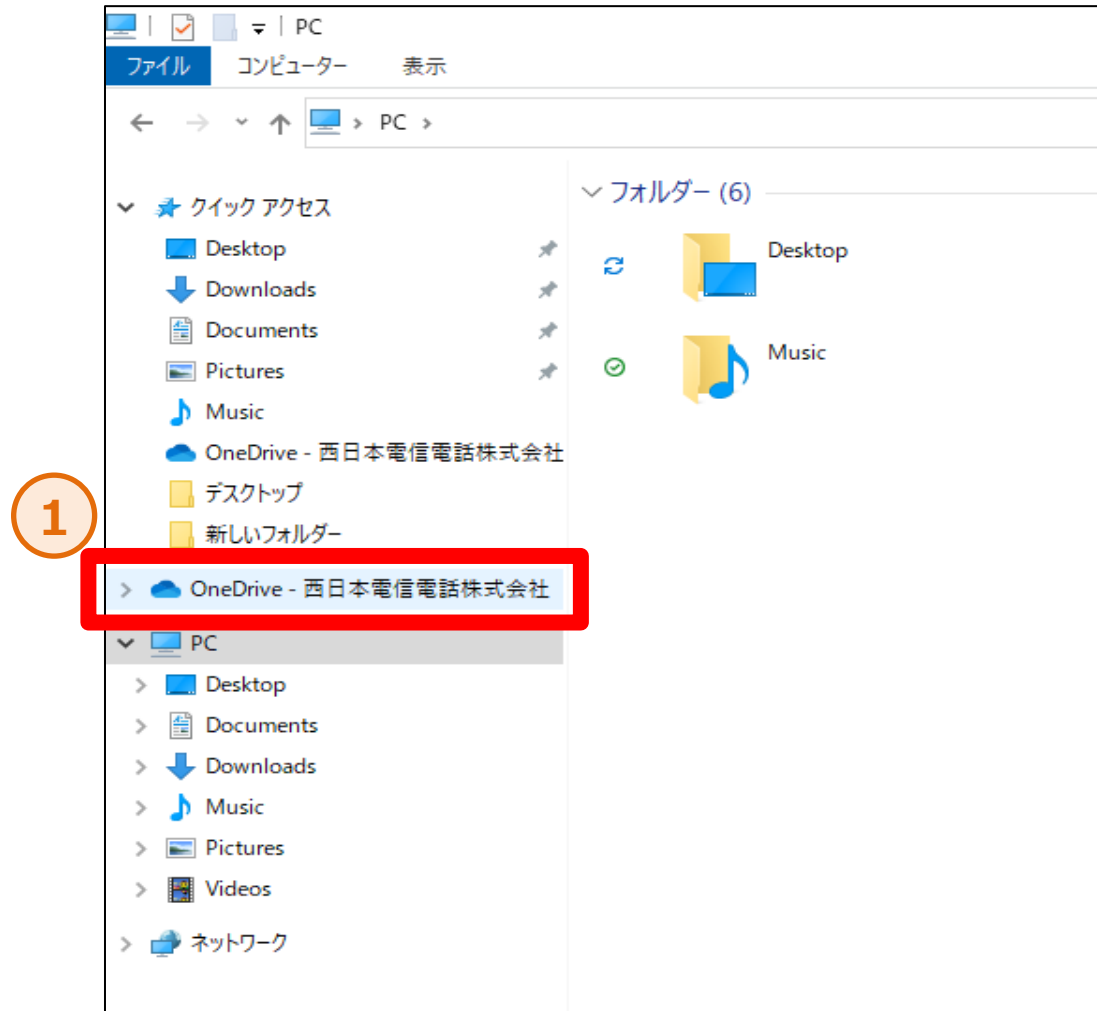 PC
ファイル コンピューター 表示
PC
クイック アクセス
Desktop
Downloads
Documents
Pictures
Music
OneDrive - 西日本電信電話株式会社
デスクトップ
新しいフォルダー
1
OneDrive - 西日本電信電話株式会社
PC
Desktop
Documents
Downloads
Music
Pictures
Videos
ネットワーク
フォルダー (6)
Desktop
Music